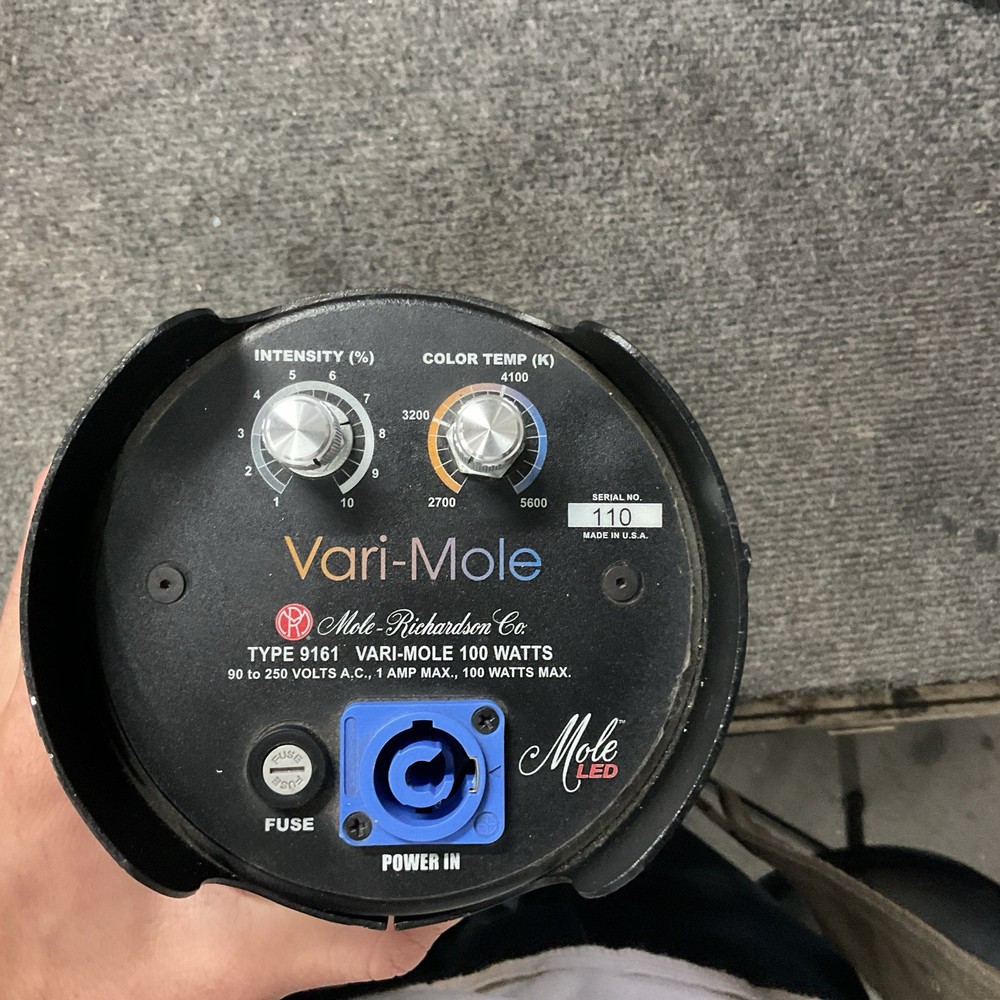 INTENSITY (%)
1 2 3 4 5 6 7 8 9 10
COLOR TEMP (K)
2700 3200 4100 5600
SERIAL NO.
110
MADE IN U.S.A.
Vari-Mole
MR Mole-Richardson Co.
TYPE 9161 VARI-MOLE 100 WATTS
90 to 250 VOLTS A.C., 1 AMP MAX., 100 WATTS MAX.
FUSE
FUSE
FUSE
POWER IN
Mole™
LED